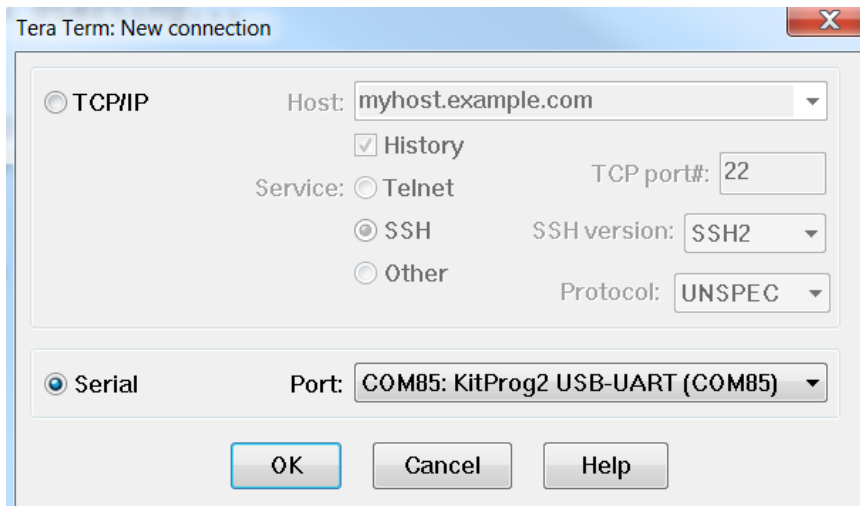 Tera Term: New connection
TCP/IP Host: myhost.example.com
History
Service: Telnet TCP port#: 22
SSH SSH version: SSH2
Other Protocol: UNSPEC
Serial Port: COM85: KitProg2 USB-UART (COM85)
OK Cancel Help